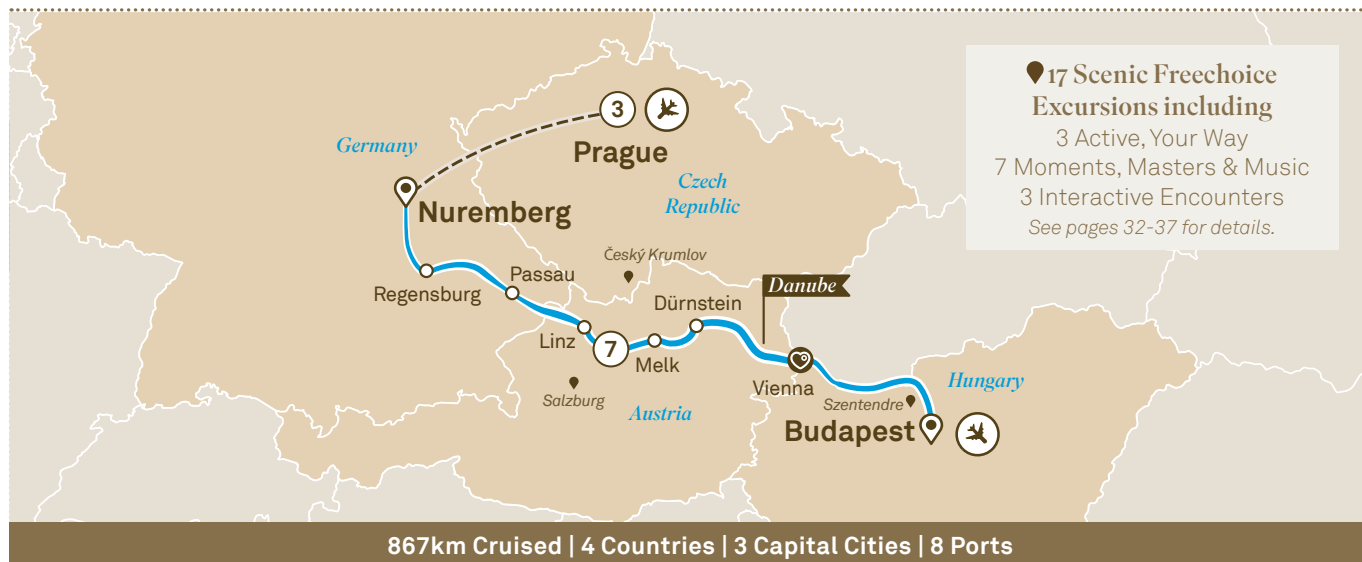 17 Scenic Freechoice
Excursions including
3 Active, Your Way
7 Moments, Masters & Music
3 Interactive Encounters
See pages 32-37 for details.
3
Germany
Prague
Czech
Republic
Nuremberg
Český Krumlov
Passau
Regensburg
Danube
Dürnstein
Linz
7
Melk
Vienna
Hungary
Salzburg
Szentendre
Austria
Budapest
867km Cruised | 4 Countries | 3 Capital Cities | 8 Ports